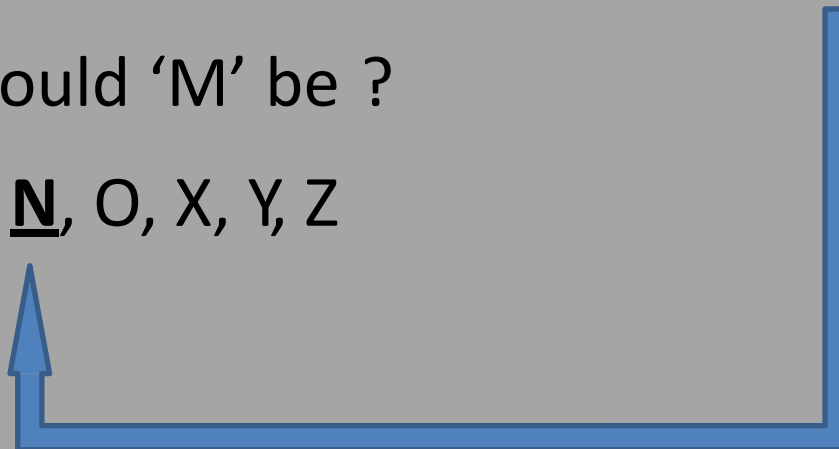 ould ‘M’ be ?
N, O, X, Y, Z